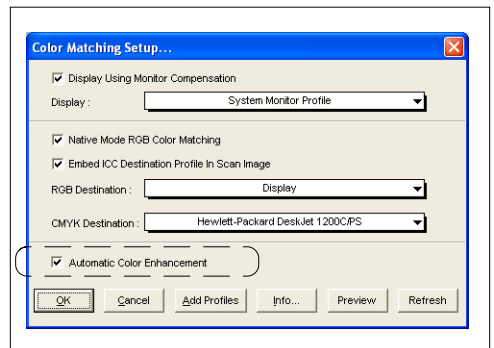 Color Matching Setup...
Display Using Monitor Compensation
Display : System Monitor Profile
Native Mode RGB Color Matching
Embed ICC Destination Profile In Scan Image
RGB Destination : Display
CMYK Destination : Hewlett-Packard DeskJet 1200C/PS
Automatic Color Enhancement
OK Cancel Add Profiles Info... Preview Refresh